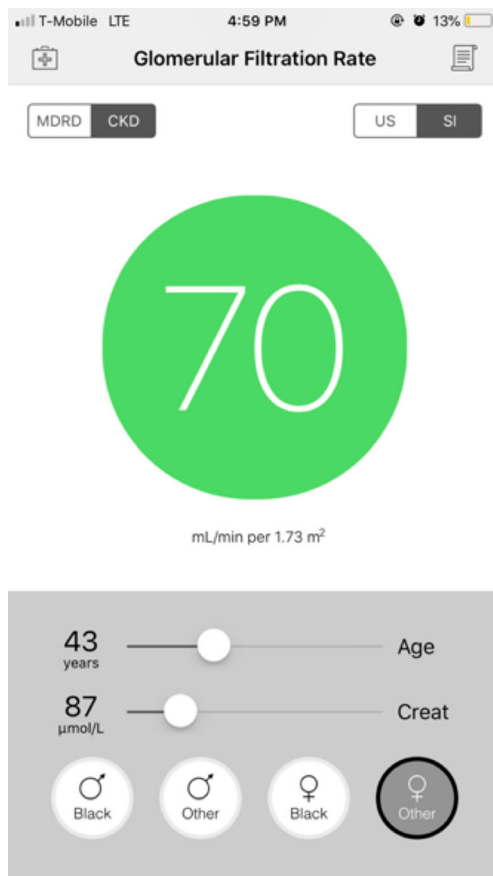 T-Mobile LTE 4:59 PM 13%
Glomerular Filtration Rate
MDRD CKD US SI
70
mL/min per 1.73 m²
43 years Age
87 µmol/L Creat
Black Other Black Other